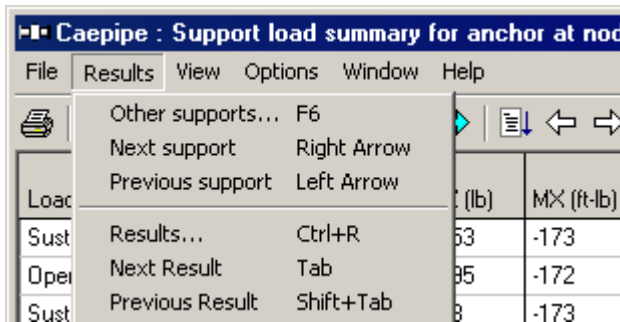 Caepipe : Support load summary for anchor at nod
File Results View Options Window Help
Other supports... F6
Next support Right Arrow
Previous support Left Arrow
Load (lb) MX (ft-lb)
Results... Ctrl+R
Sust 53 -173
Next Result Tab
Oper 95 -172
Previous Result Shift+Tab
Sust -173